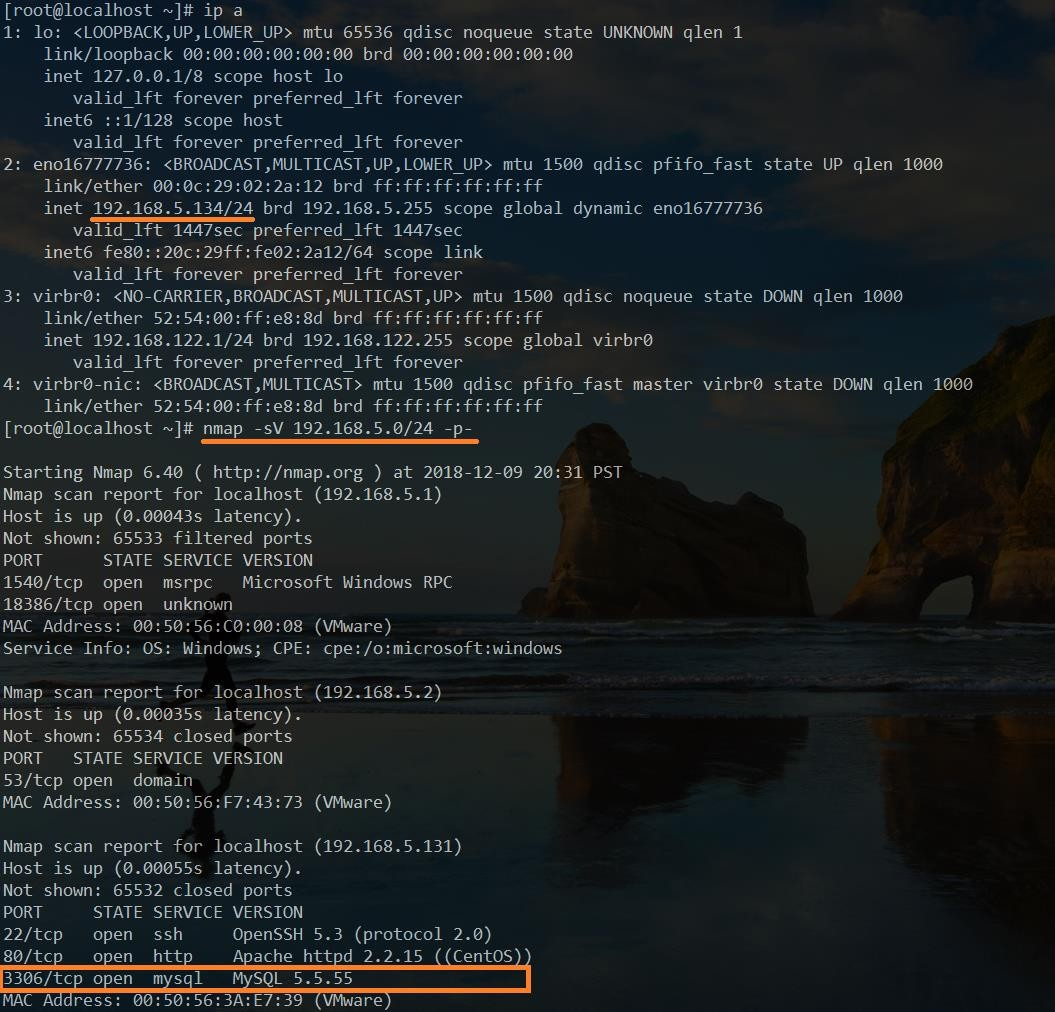 [root@localhost ~]# ip a
1: lo: <LOOPBACK,UP,LOWER_UP> mtu 65536 qdisc noqueue state UNKNOWN qlen 1
    link/loopback 00:00:00:00:00:00 brd 00:00:00:00:00:00
    inet 127.0.0.1/8 scope host lo
       valid_lft forever preferred_lft forever
    inet6 ::1/128 scope host
       valid_lft forever preferred_lft forever
2: eno16777736: <BROADCAST,MULTICAST,UP,LOWER_UP> mtu 1500 qdisc pfifo_fast state UP qlen 1000
    link/ether 00:0c:29:02:2a:12 brd ff:ff:ff:ff:ff:ff
    inet 192.168.5.134/24 brd 192.168.5.255 scope global dynamic eno16777736
       valid_lft 1447sec preferred_lft 1447sec
    inet6 fe80::20c:29ff:fe02:2a12/64 scope link
       valid_lft forever preferred_lft forever
3: virbr0: <NO-CARRIER,BROADCAST,MULTICAST,UP> mtu 1500 qdisc noqueue state DOWN qlen 1000
    link/ether 52:54:00:ff:e8:8d brd ff:ff:ff:ff:ff:ff
    inet 192.168.122.1/24 brd 192.168.122.255 scope global virbr0
       valid_lft forever preferred_lft forever
4: virbr0-nic: <BROADCAST,MULTICAST> mtu 1500 qdisc pfifo_fast master virbr0 state DOWN qlen 1000
    link/ether 52:54:00:ff:e8:8d brd ff:ff:ff:ff:ff:ff
[root@localhost ~]# nmap -sV 192.168.5.0/24 -p-

Starting Nmap 6.40 ( http://nmap.org ) at 2018-12-09 20:31 PST
Nmap scan report for localhost (192.168.5.1)
Host is up (0.00043s latency).
Not shown: 65533 filtered ports
PORT      STATE SERVICE VERSION
1540/tcp  open  msrpc   Microsoft Windows RPC
18386/tcp open  unknown
MAC Address: 00:50:56:C0:00:08 (VMware)
Service Info: OS: Windows; CPE: cpe:/o:microsoft:windows

Nmap scan report for localhost (192.168.5.2)
Host is up (0.00035s latency).
Not shown: 65534 closed ports
PORT   STATE SERVICE VERSION
53/tcp open  domain
MAC Address: 00:50:56:F7:43:73 (VMware)

Nmap scan report for localhost (192.168.5.131)
Host is up (0.00055s latency).
Not shown: 65532 closed ports
PORT     STATE SERVICE VERSION
22/tcp   open  ssh     OpenSSH 5.3 (protocol 2.0)
80/tcp   open  http    Apache httpd 2.2.15 ((CentOS))
3306/tcp open  mysql   MySQL 5.5.55
MAC Address: 00:50:56:3A:E7:39 (VMware)